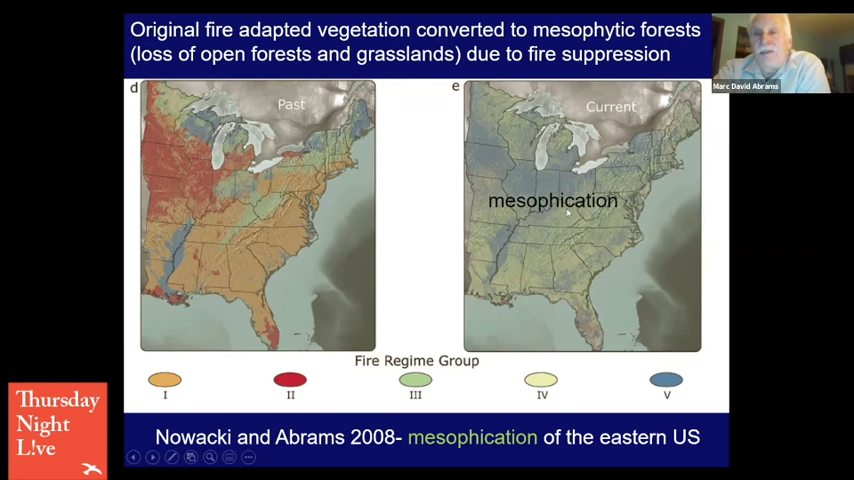 Original fire adapted vegetation converted to mesophytic forests
(loss of open forests and grasslands) due to fire suppression
Marc David Abrams
d
Past
e
Current
mesophication
Fire Regime Group
I
II
III
IV
V
Thursday
Night
L!ve
Nowacki and Abrams 2008- mesophication of the eastern US